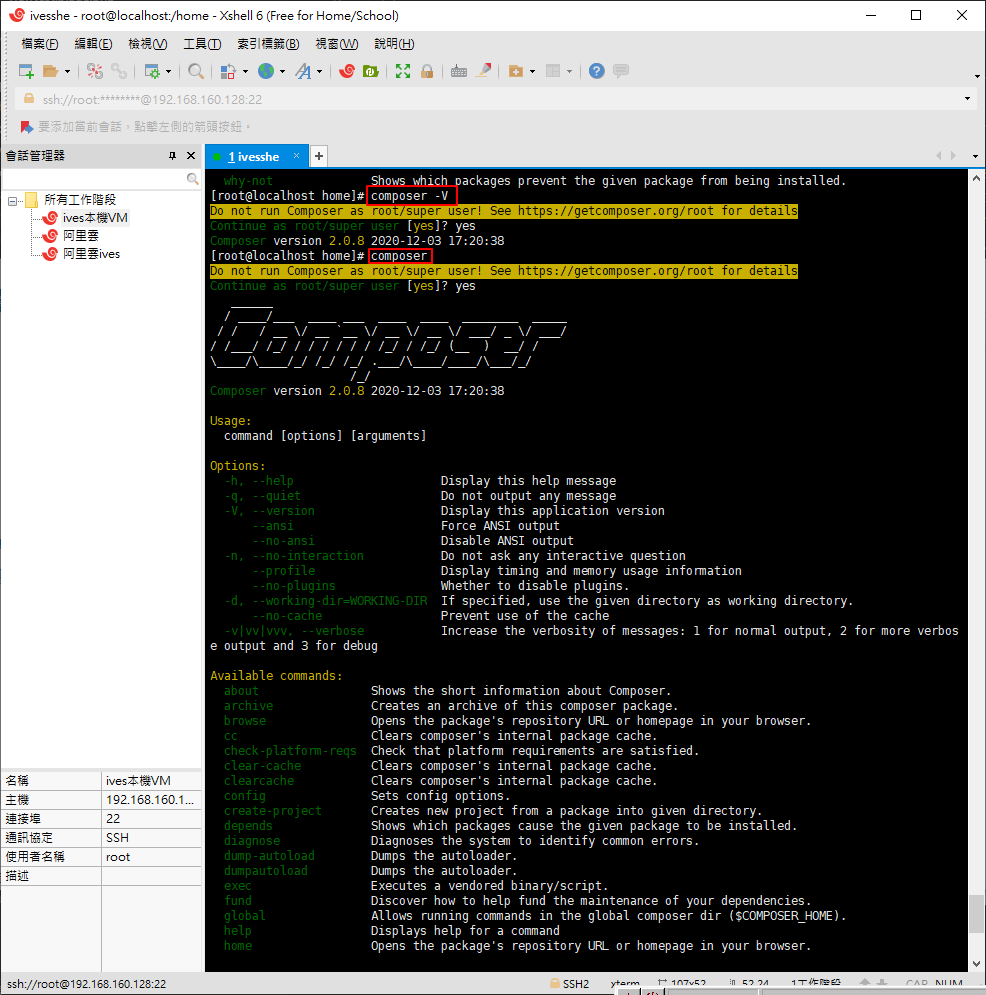 ivesshe - root@localhost:/home - Xshell 6 (Free for Home/School)
檔案(F) 編輯(E) 檢視(V) 工具(T) 索引標籤(B) 視窗(W) 說明(H)
ssh://root:********@192.168.160.128:22
要添加當前會話，點擊左側的箭頭按鈕。
會話管理器
1 ivesshe
所有工作階段
ives本機VM
阿里雲
阿里雲ives
why-not Shows which packages prevent the given package from being installed.
[root@localhost home]# composer -V
Do not run Composer as root/super user! See https://getcomposer.org/root for details
Continue as root/super user [yes]? yes
Composer version 2.0.8 2020-12-03 17:20:38
[root@localhost home]# composer
Do not run Composer as root/super user! See https://getcomposer.org/root for details
Continue as root/super user [yes]? yes
Composer
Composer version 2.0.8 2020-12-03 17:20:38
Usage:
command [options] [arguments]
Options:
-h, --help Display this help message
-q, --quiet Do not output any message
-V, --version Display this application version
--ansi Force ANSI output
--no-ansi Disable ANSI output
-n, --no-interaction Do not ask any interactive question
--profile Display timing and memory usage information
--no-plugins Whether to disable plugins.
-d, --working-dir=WORKING-DIR If specified, use the given directory as working directory.
--no-cache Prevent use of the cache
-v|vv|vvv, --verbose Increase the verbosity of messages: 1 for normal output, 2 for more verbos
e output and 3 for debug
Available commands:
about Shows the short information about Composer.
archive Creates an archive of this composer package.
browse Opens the package's repository URL or homepage in your browser.
cc Clears composer's internal package cache.
check-platform-reqs Check that platform requirements are satisfied.
clear-cache Clears composer's internal package cache.
clearcache Clears composer's internal package cache.
config Sets config options.
create-project Creates new project from a package into given directory.
depends Shows which packages cause the given package to be installed.
diagnose Diagnoses the system to identify common errors.
dump-autoload Dumps the autoloader.
dumpautoload Dumps the autoloader.
exec Executes a vendored binary/script.
fund Discover how to help fund the maintenance of your dependencies.
global Allows running commands in the global composer dir ($COMPOSER_HOME).
help Displays help for a command
home Opens the package's repository URL or homepage in your browser.
名稱 ives本機VM
主機 192.168.160.1...
連接埠 22
通訊協定 SSH
使用者名稱 root
描述
ssh://root@192.168.160.128:22 SSH2 xterm 107x52 52,24 1工作階段 CAP NUM